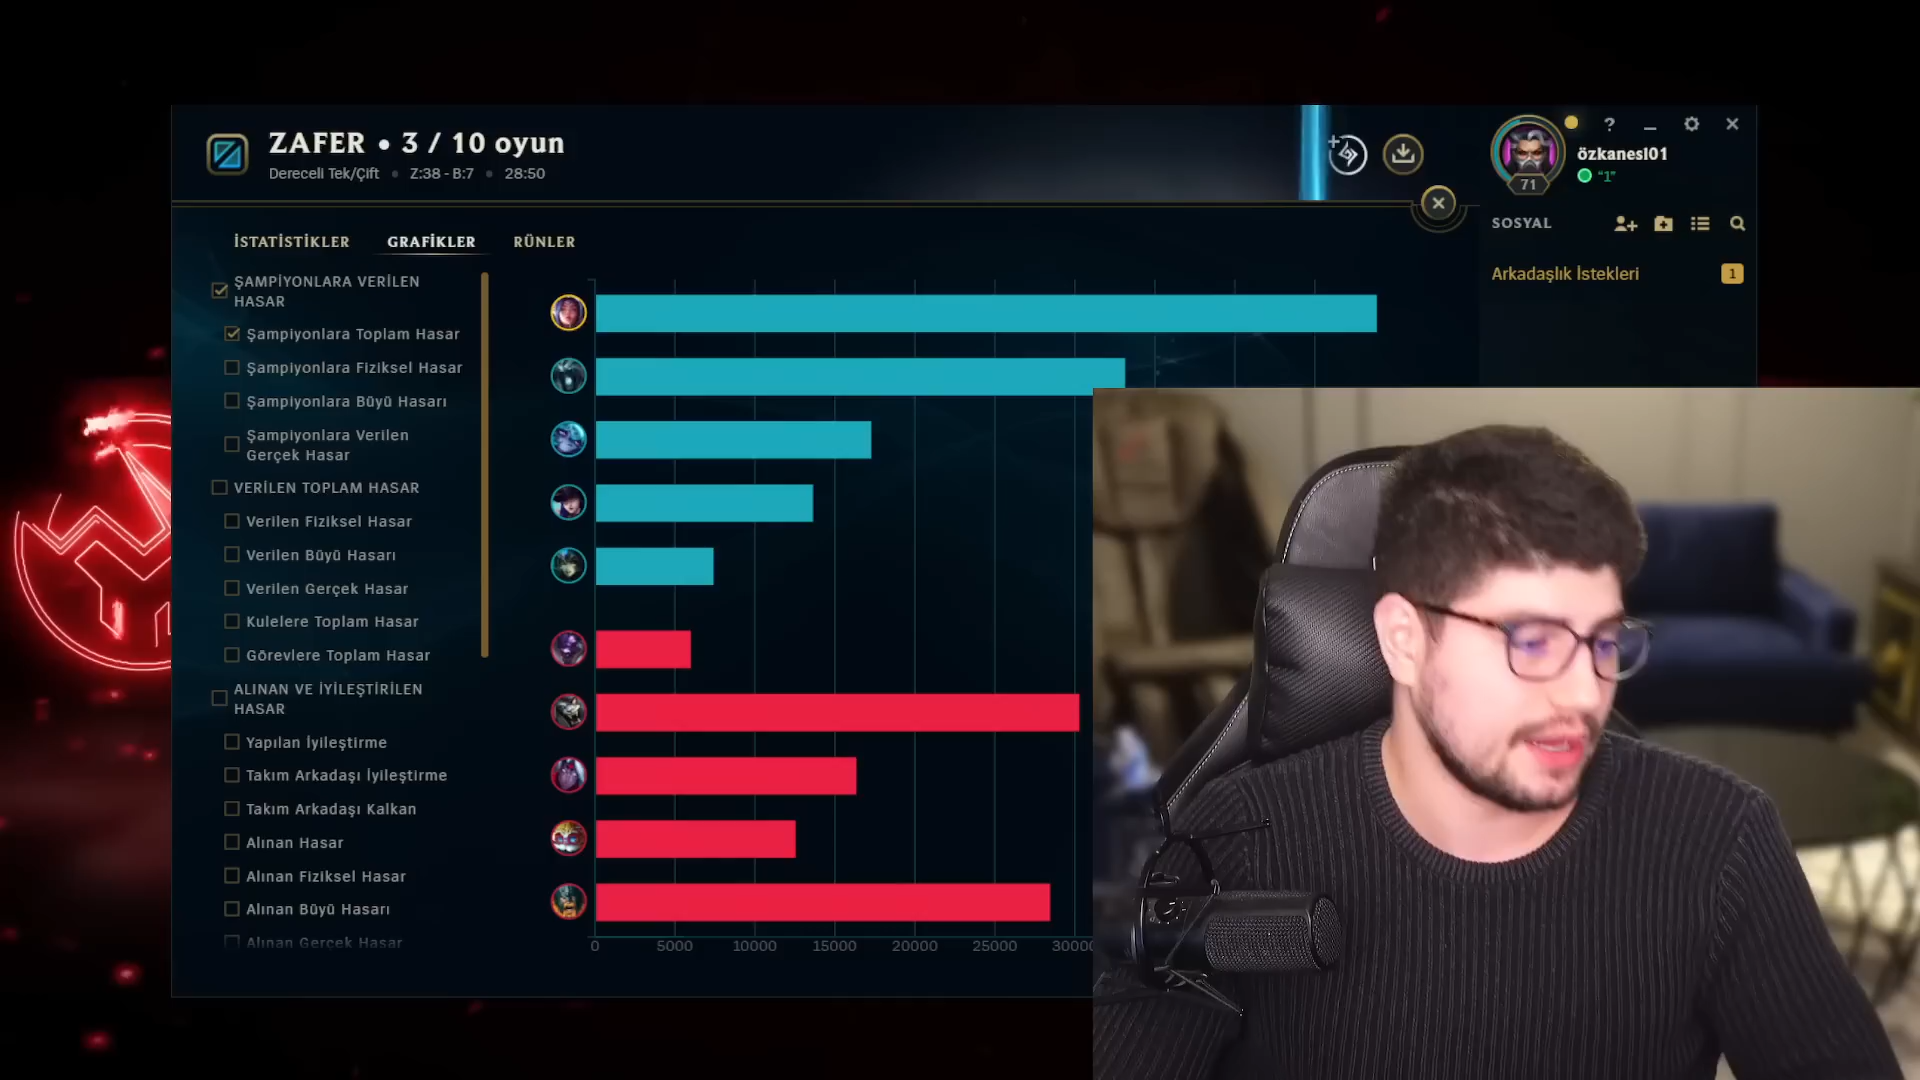 ZAFER • 3 / 10 oyun
Dereceli Tek/Çift • Z:38 - B:7 • 28:50
71
özkanesl01
"1"
SOSYAL
Arkadaşlık İstekleri
1
İSTATİSTİKLER GRAFİKLER RÜNLER
ŞAMPİYONLARA VERİLEN
HASAR
Şampiyonlara Toplam Hasar
Şampiyonlara Fiziksel Hasar
Şampiyonlara Büyü Hasarı
Şampiyonlara Verilen
Gerçek Hasar
VERİLEN TOPLAM HASAR
Verilen Fiziksel Hasar
Verilen Büyü Hasarı
Verilen Gerçek Hasar
Kulelere Toplam Hasar
Görevlere Toplam Hasar
ALINAN VE İYİLEŞTİRİLEN
HASAR
Yapılan İyileştirme
Takım Arkadaşı İyileştirme
Takım Arkadaşı Kalkan
Alınan Hasar
Alınan Fiziksel Hasar
Alınan Büyü Hasarı
Alınan Gerçek Hasar
0 5000 10000 15000 20000 25000 30000